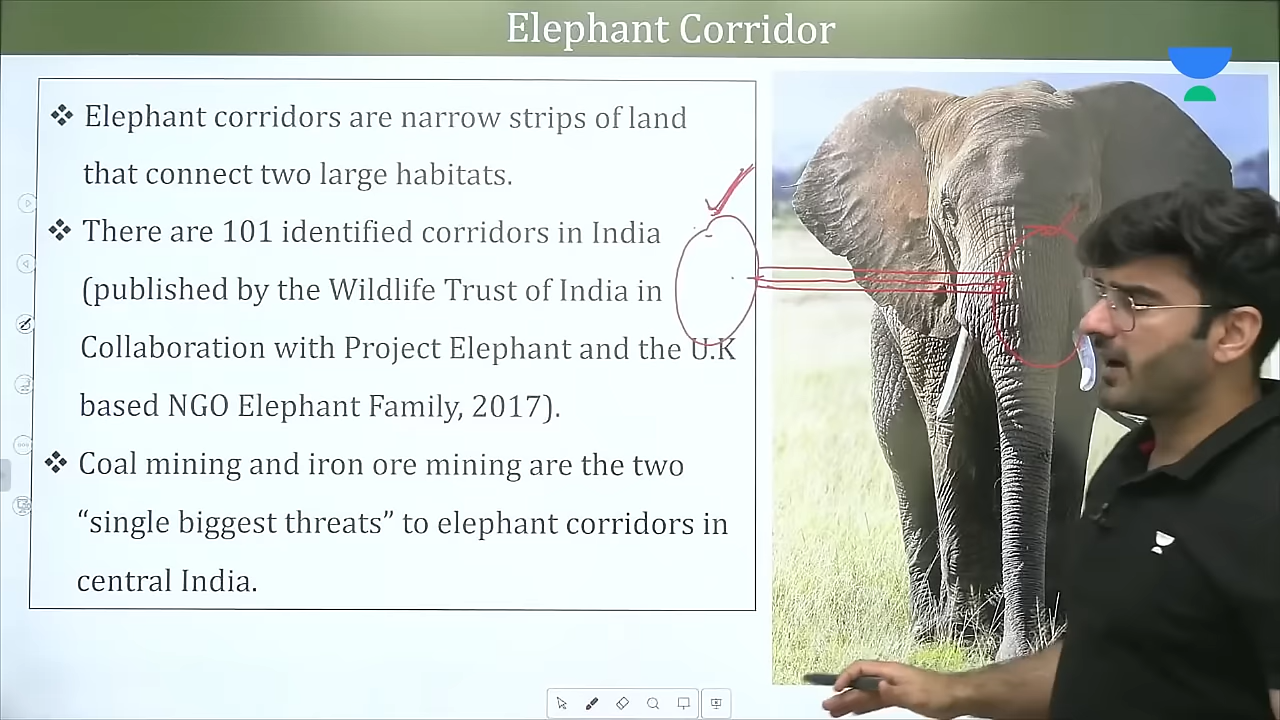 Elephant Corridor
❖ Elephant corridors are narrow strips of land
that connect two large habitats.
❖ There are 101 identified corridors in India
(published by the Wildlife Trust of India in
Collaboration with Project Elephant and the U.K
based NGO Elephant Family, 2017).
❖ Coal mining and iron ore mining are the two
“single biggest threats” to elephant corridors in
central India.